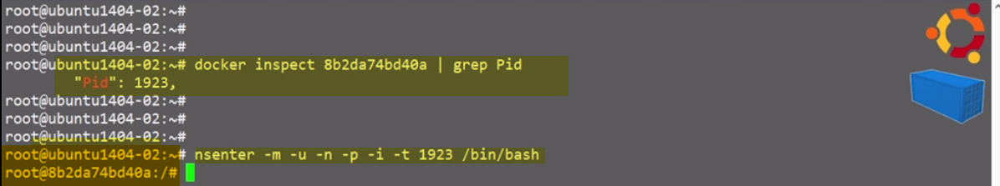 root@ubuntu1404-02:~#
root@ubuntu1404-02:~#
root@ubuntu1404-02:~#
root@ubuntu1404-02:~# docker inspect 8b2da74bd40a | grep Pid
"Pid": 1923,
root@ubuntu1404-02:~#
root@ubuntu1404-02:~#
root@ubuntu1404-02:~#
root@ubuntu1404-02:~# nsenter -m -u -n -p -i -t 1923 /bin/bash
root@8b2da74bd40a:/#